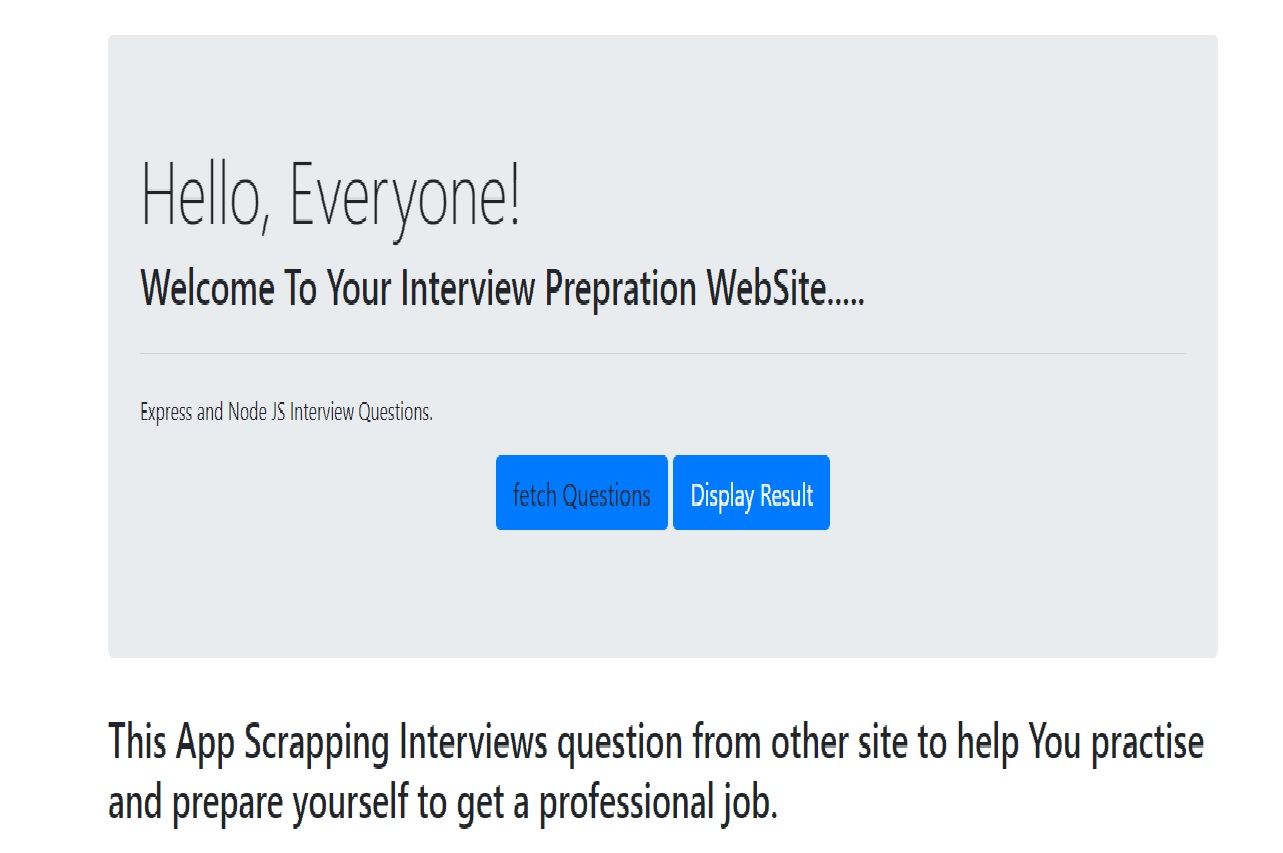 Hello, Everyone!
Welcome To Your Interview Prepration WebSite.....
Express and Node JS Interview Questions.
fetch Questions Display Result
This App Scrapping Interviews question from other site to help You practise
and prepare yourself to get a professional job.